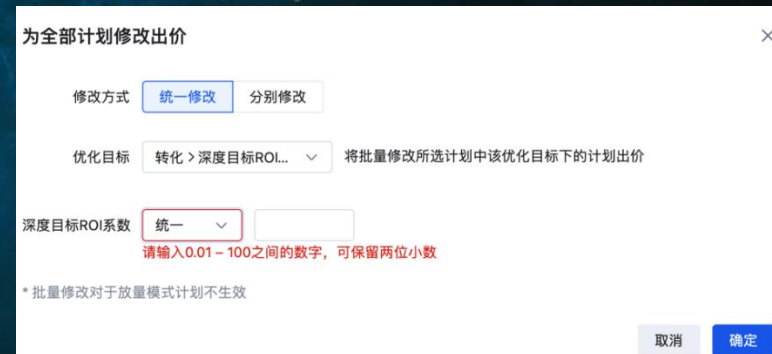 为全部计划修改出价
修改方式 统一修改 分别修改
优化目标 转化 > 深度目标ROI... 将批量修改所选计划中该优化目标下的计划出价
深度目标ROI系数 统一
请输入0.01 – 100之间的数字，可保留两位小数
* 批量修改对于放量模式计划不生效
取消 确定